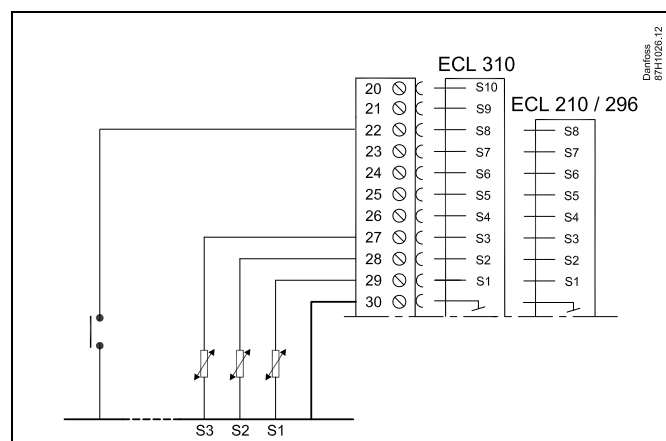 Danfoss
87H1026.12
ECL 310
ECL 210 / 296
20 S10
21 S9
22 S8 S8
23 S7 S7
24 S6 S6
25 S5 S5
26 S4 S4
27 S3 S3
28 S2 S2
29 S1 S1
30
S3 S2 S1